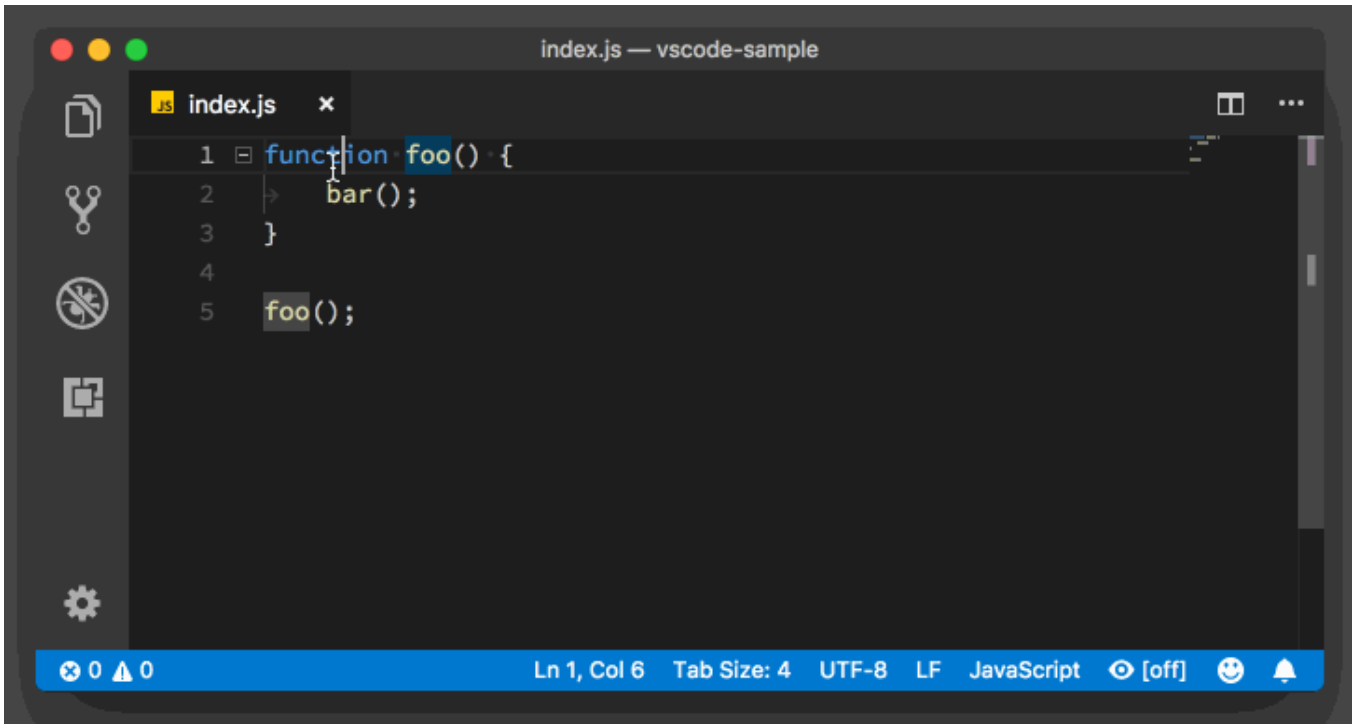 index.js — vscode-sample
JS index.js
1 function foo() {
2 bar();
3 }
4
5 foo();
0 0 Ln 1, Col 6 Tab Size: 4 UTF-8 LF JavaScript [off]